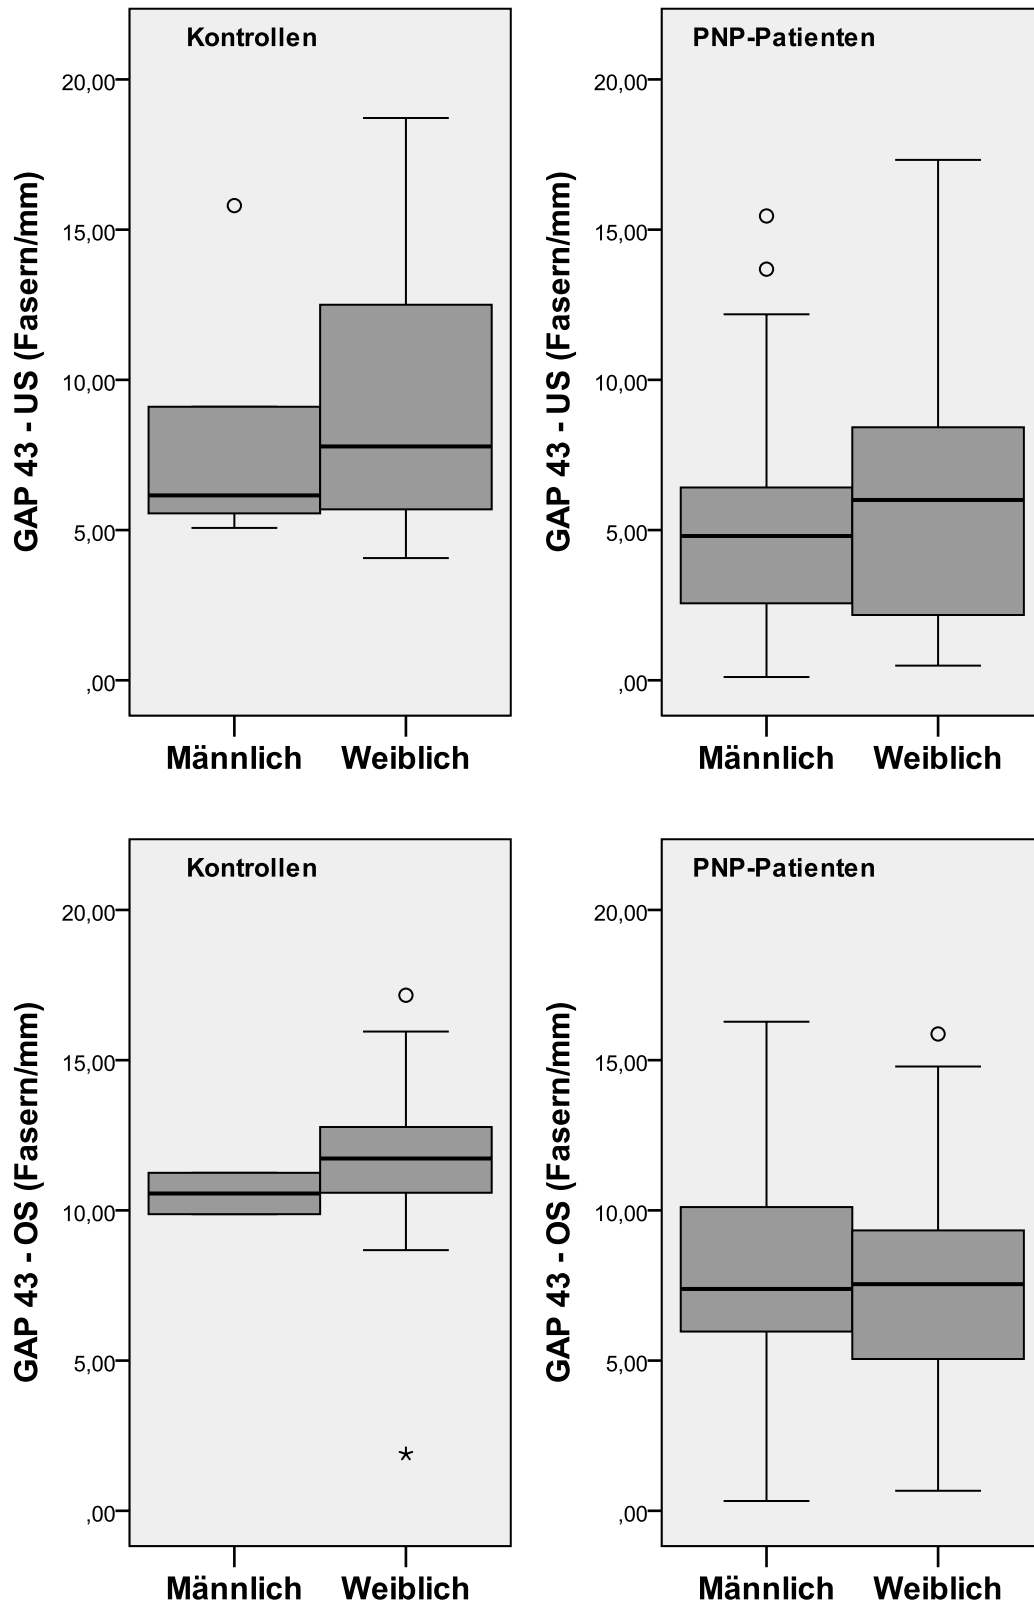 Kontrollen
GAP 43 - US (Fasern/mm)
20,00
15,00
10,00
5,00
,00
Männlich Weiblich
PNP-Patienten
GAP 43 - US (Fasern/mm)
20,00
15,00
10,00
5,00
,00
Männlich Weiblich
Kontrollen
GAP 43 - OS (Fasern/mm)
20,00
15,00
10,00
5,00
,00
Männlich Weiblich
PNP-Patienten
GAP 43 - OS (Fasern/mm)
20,00
15,00
10,00
5,00
,00
Männlich Weiblich